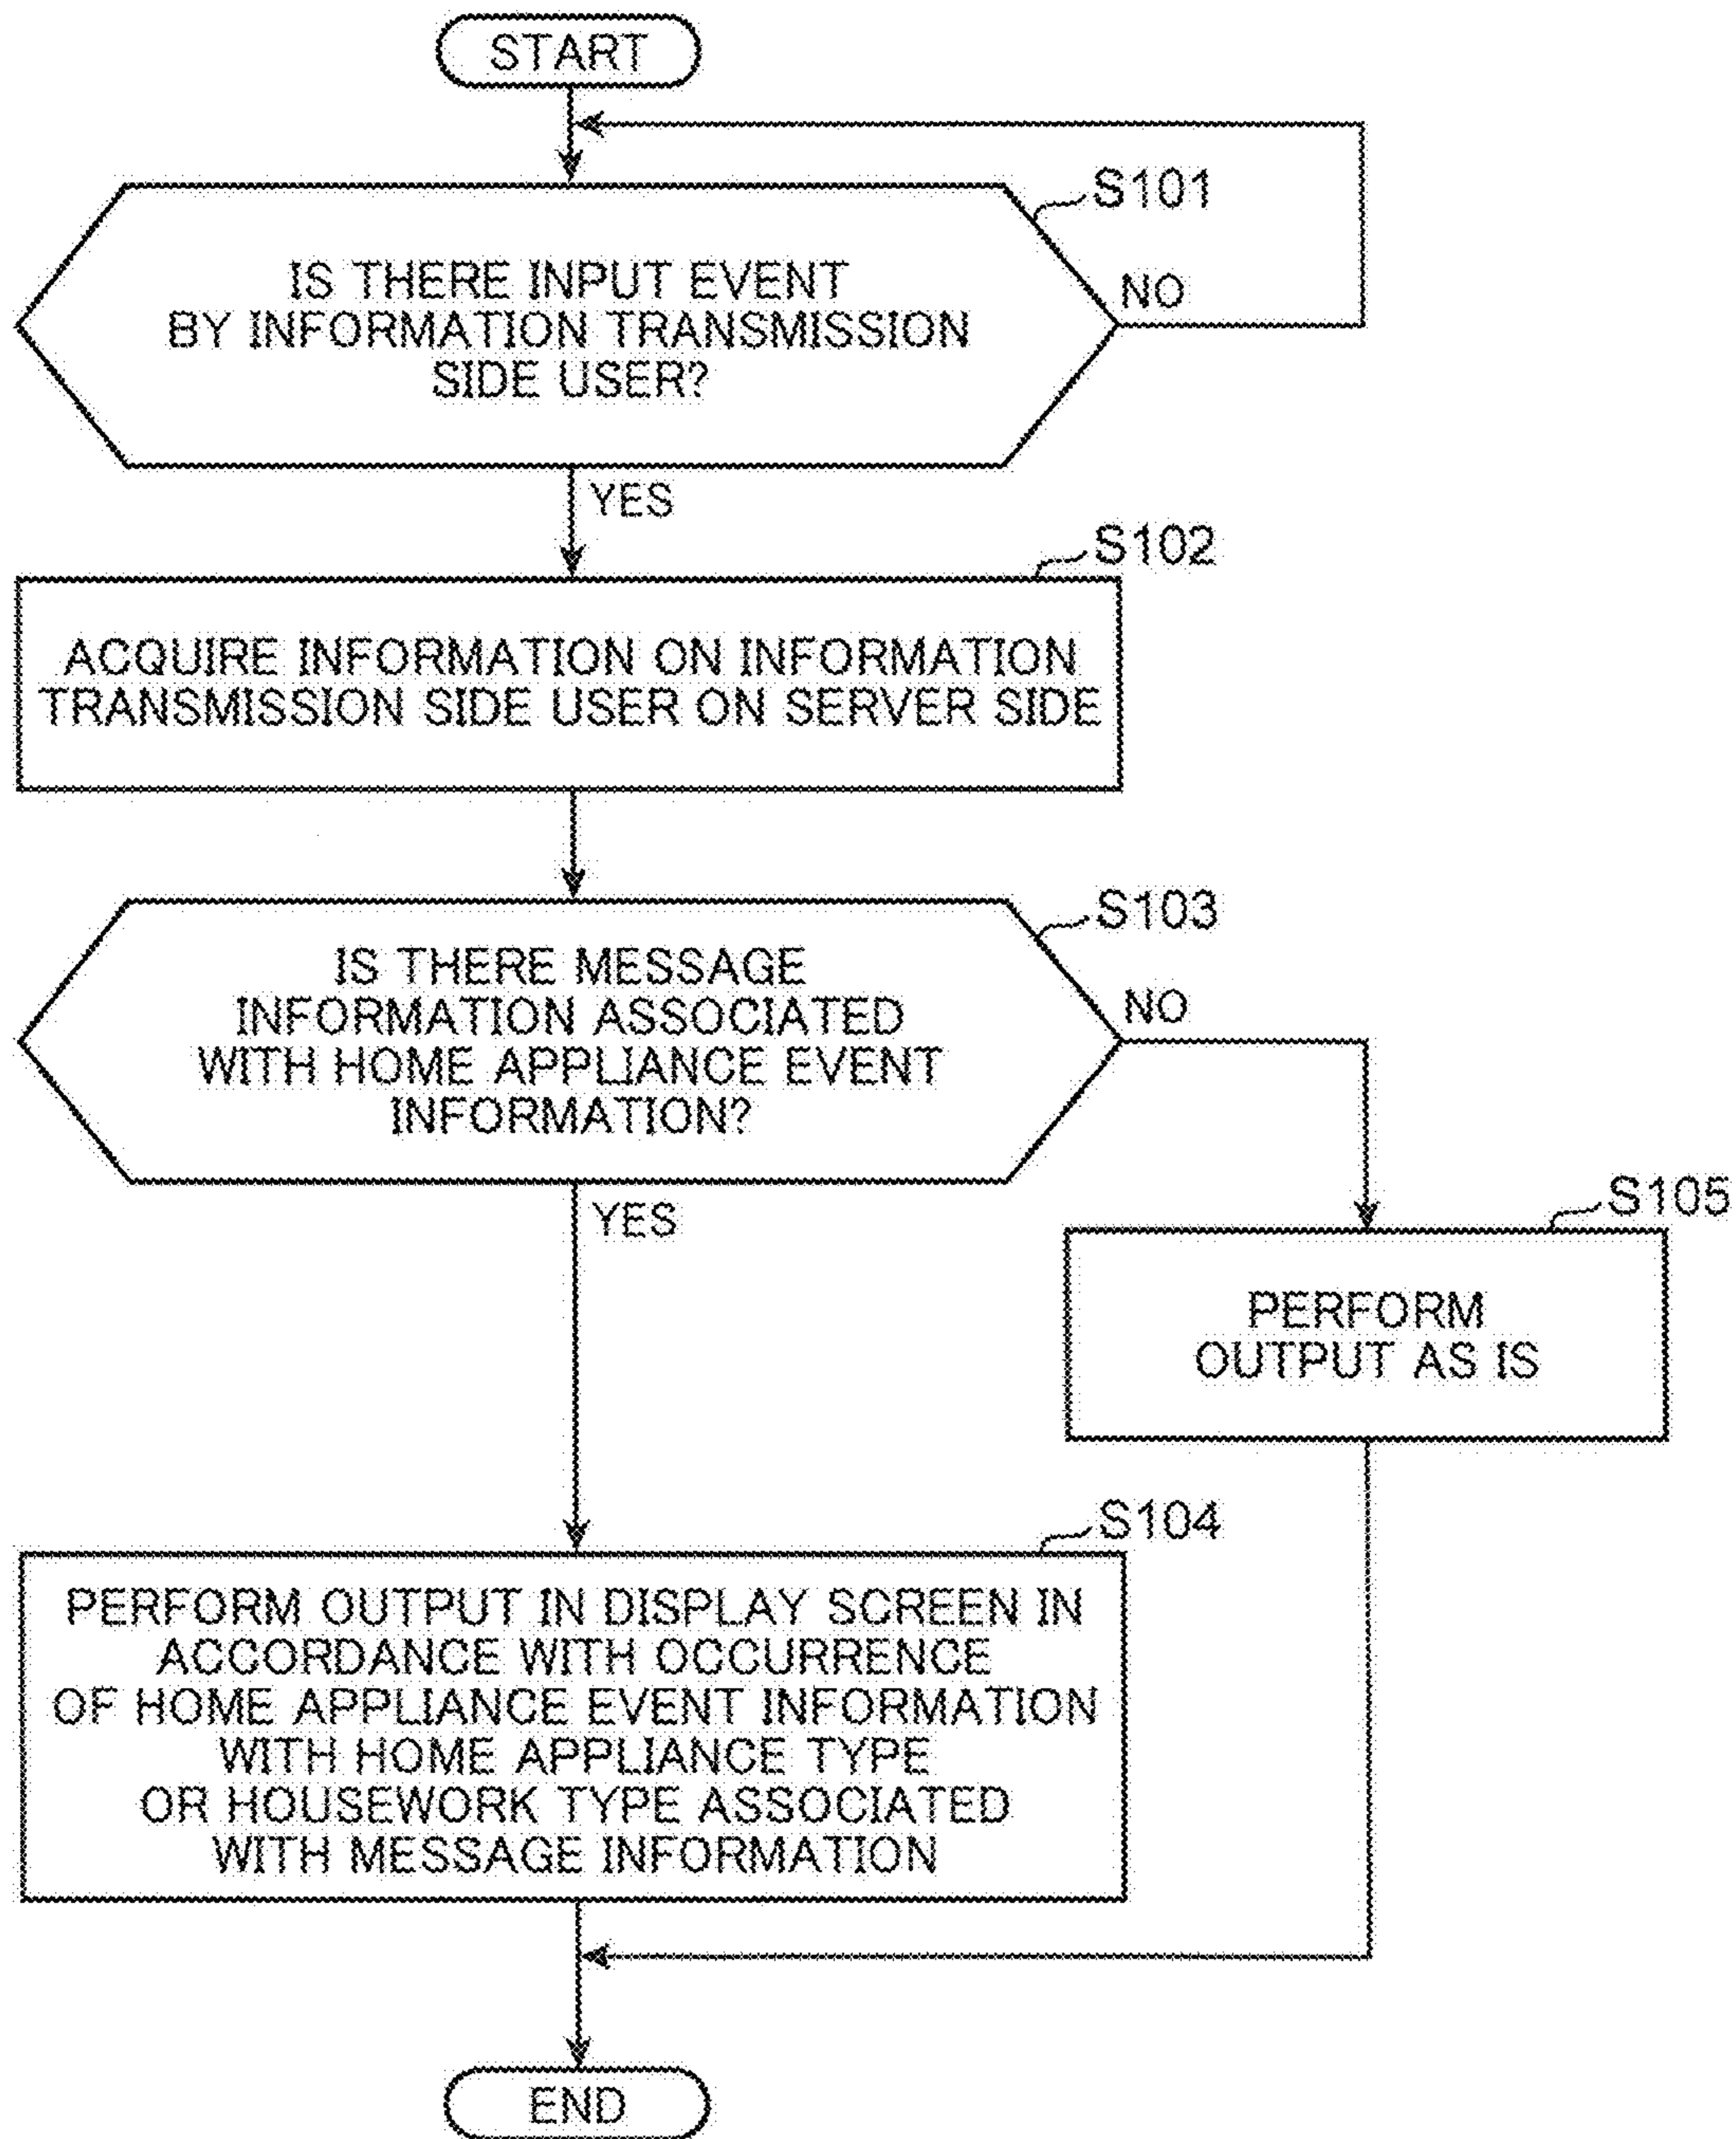 START
S101
IS THERE INPUT EVENT
BY INFORMATION TRANSMISSION
SIDE USER?
NO
YES
S102
ACQUIRE INFORMATION ON INFORMATION
TRANSMISSION SIDE USER ON SERVER SIDE
S103
IS THERE MESSAGE
INFORMATION ASSOCIATED
WITH HOME APPLIANCE EVENT
INFORMATION?
NO
YES
S105
PERFORM
OUTPUT AS IS
S104
PERFORM OUTPUT IN DISPLAY SCREEN IN
ACCORDANCE WITH OCCURRENCE
OF HOME APPLIANCE EVENT INFORMATION
WITH HOME APPLIANCE TYPE
OR HOUSEWORK TYPE ASSOCIATED
WITH MESSAGE INFORMATION
END